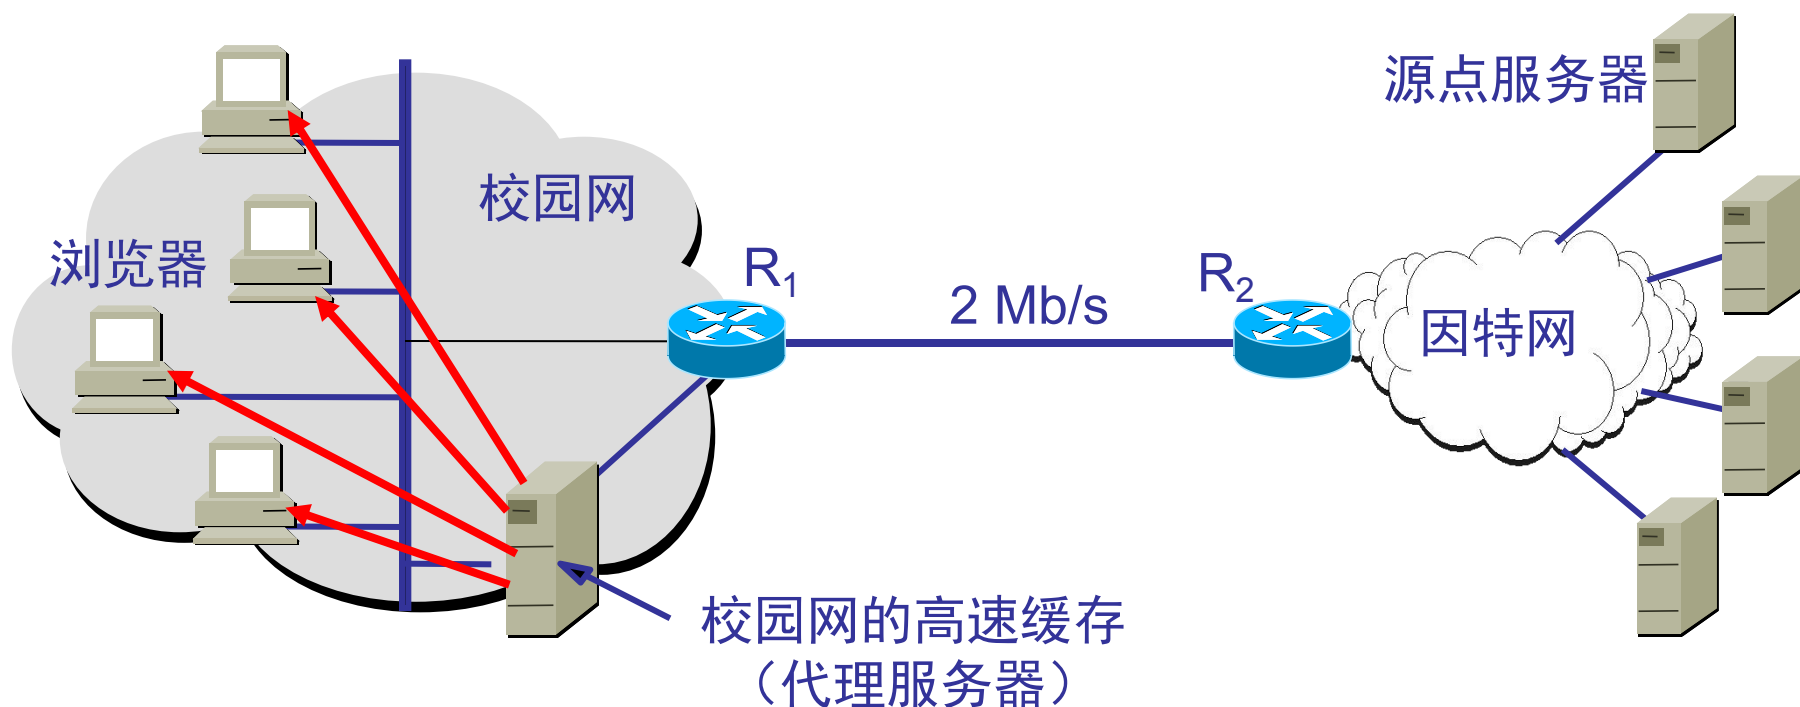 源点服务器
校园网
浏览器
R₁
2 Mb/s
R₂
因特网
校园网的高速缓存
（代理服务器）